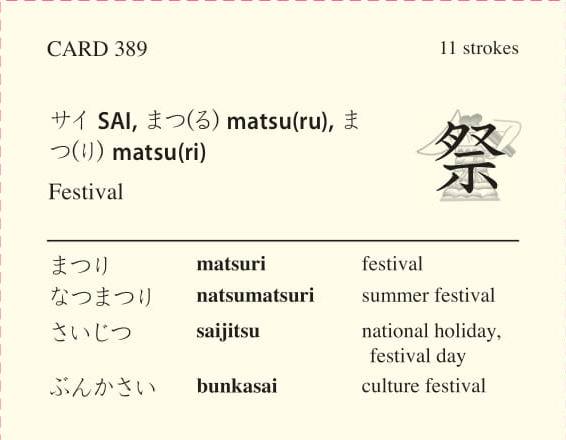 CARD 389
11 strokes
サイ SAI, まつ(る) matsu(ru), ま
つ(り) matsu(ri)
Festival
祭
まつり matsuri festival
なつまつり natsumatsuri summer festival
さいじつ saijitsu national holiday,
festival day
ぶんかさい bunkasai culture festival